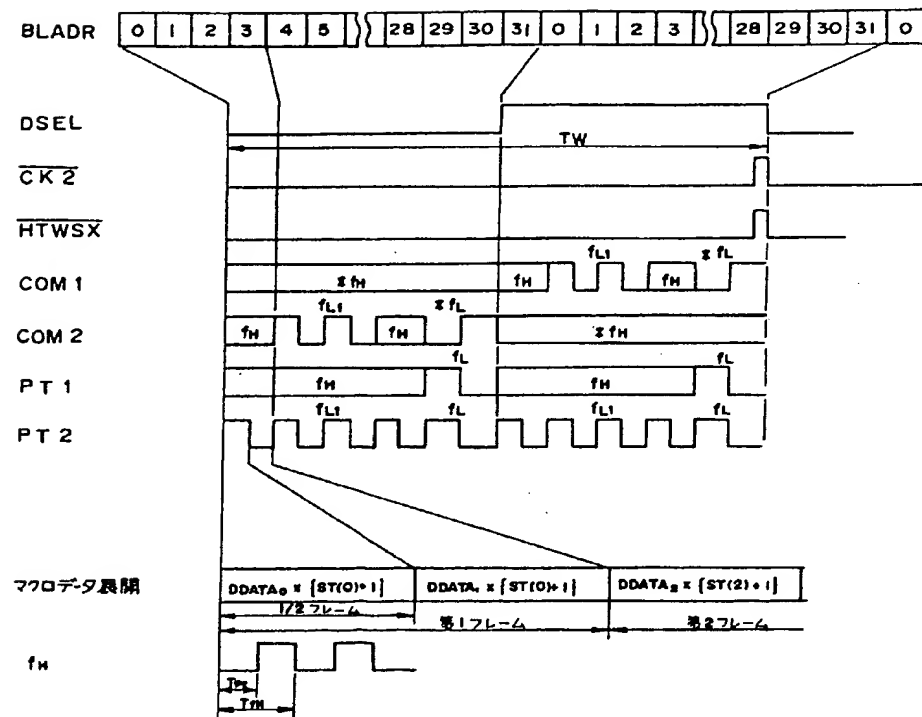 BLADR 0 1 2 3 4 5 28 29 30 31 0 1 2 3 28 29 30 31 0
DSEL
TW
CK2
HTWSX
fL1 ※fL
COM 1 ※fH fH fH
fL1 ※fL
COM 2 fH fH ※fH
fL fL
PT 1 fH fH
fL1 fL fL1 fL
PT 2
マクロデータ展開 DDATA₀ × {ST(0)+1} DDATA₁ × {ST(0)+1} DDATA₂ × {ST(2)+1}
1/2 フレーム
第1フレーム 第2フレーム
fH
TfH